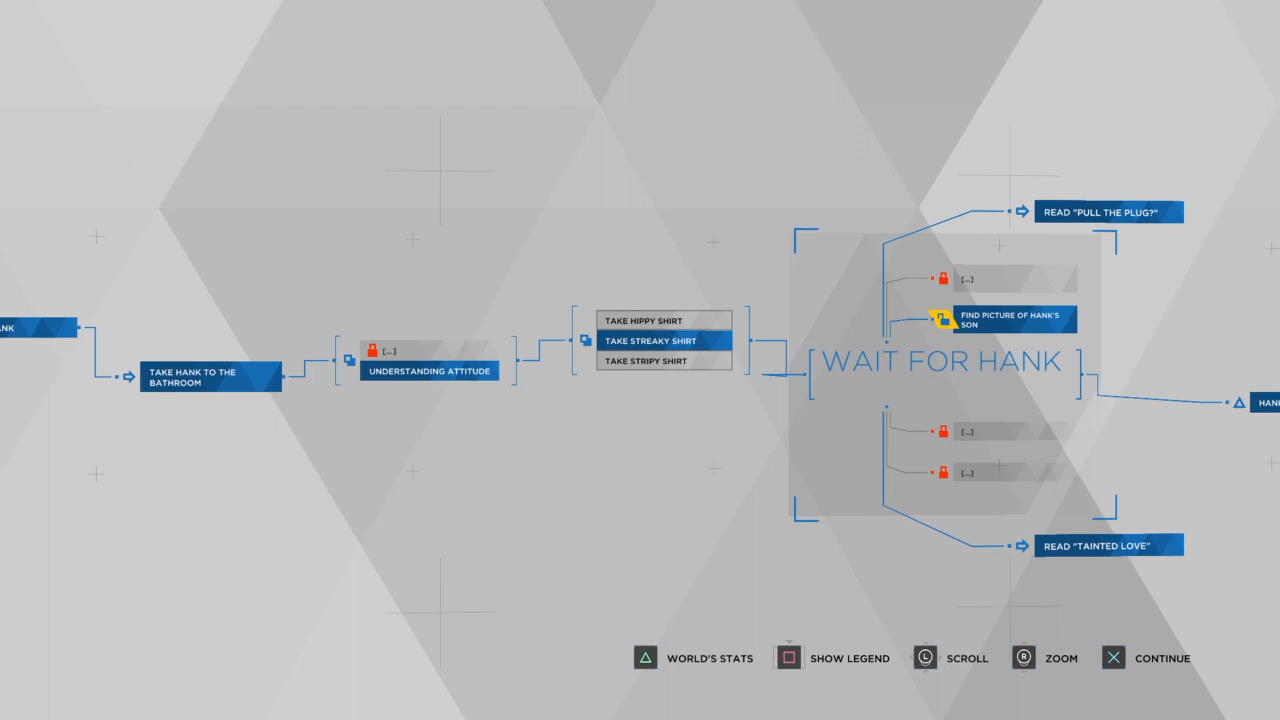 READ "PULL THE PLUG?"
[...]
FIND PICTURE OF HANK'S
SON
TAKE HIPPY SHIRT
ANK
TAKE STREAKY SHIRT
[...]
TAKE STRIPY SHIRT
WAIT FOR HANK
UNDERSTANDING ATTITUDE
TAKE HANK TO THE
BATHROOM
HANK
[...]
[...]
READ "TAINTED LOVE"
WORLD'S STATS
SHOW LEGEND
L
SCROLL
R
ZOOM
CONTINUE